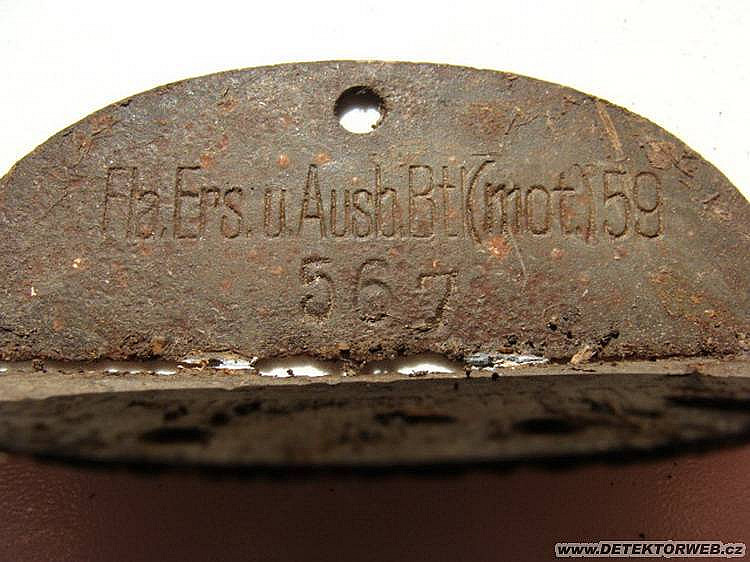 Fla.Ers.u.Ausb.Btl(mot.)59
567
www.DETEKTORWEB.cz